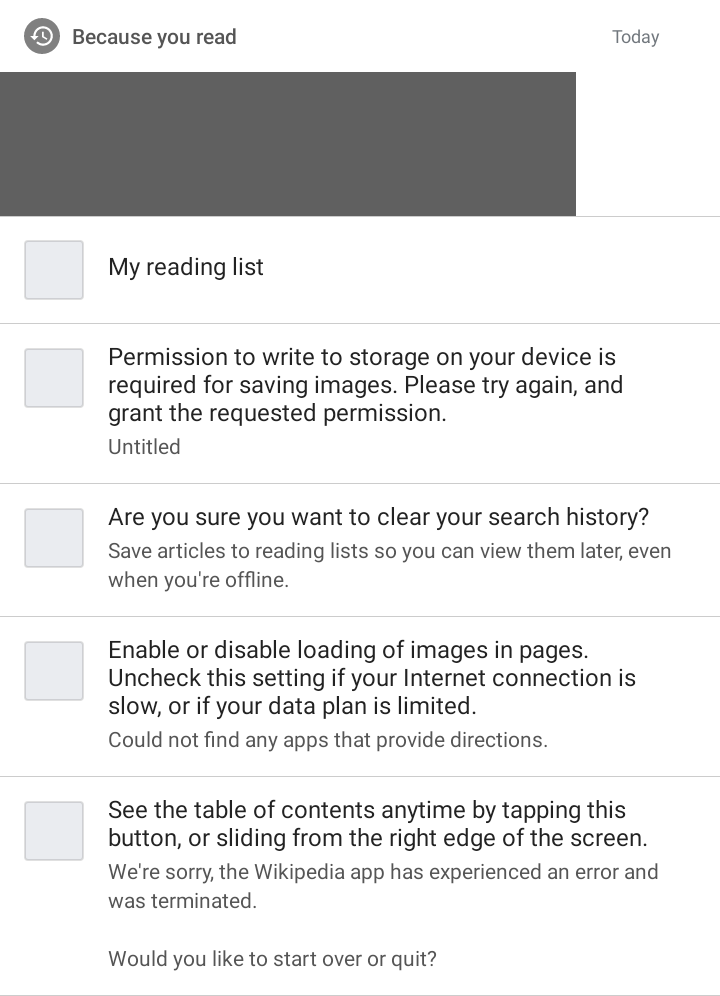 Because you read
Today
My reading list
Permission to write to storage on your device is
required for saving images. Please try again, and
grant the requested permission.
Untitled
Are you sure you want to clear your search history?
Save articles to reading lists so you can view them later, even
when you're offline.
Enable or disable loading of images in pages.
Uncheck this setting if your Internet connection is
slow, or if your data plan is limited.
Could not find any apps that provide directions.
See the table of contents anytime by tapping this
button, or sliding from the right edge of the screen.
We're sorry, the Wikipedia app has experienced an error and
was terminated.
Would you like to start over or quit?